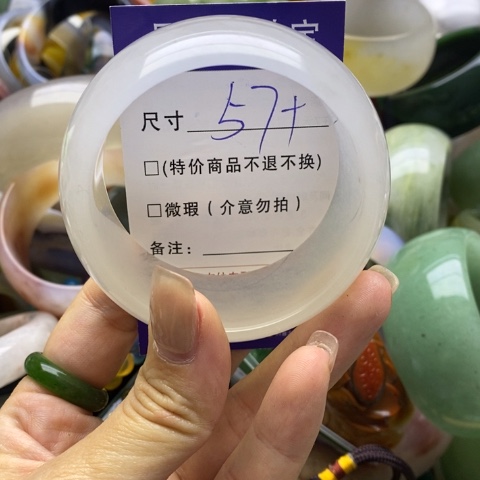 尺寸 57+
□(特价商品不退不换)
□微瑕（介意勿拍）
备注：